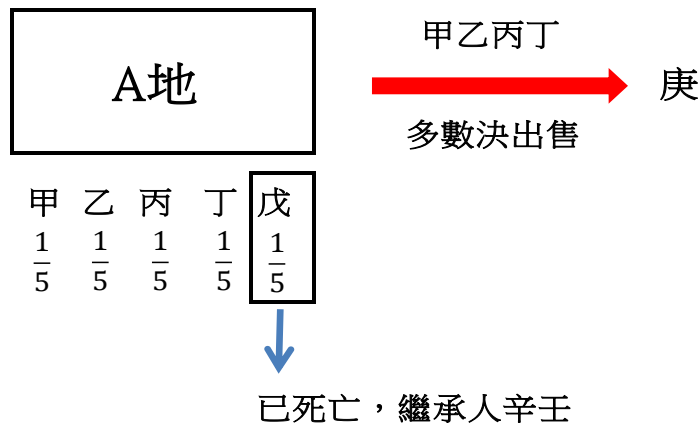 A地
甲乙丙丁
多數決出售
庚
甲 乙 丙 丁 戊
1/5 1/5 1/5 1/5 1/5
已死亡，繼承人辛壬